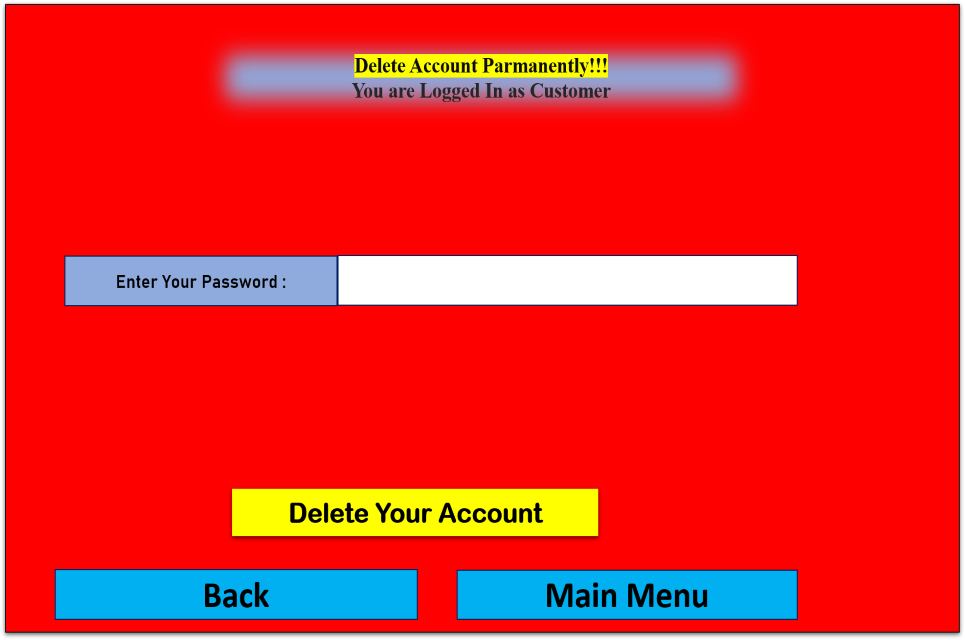 Delete Account Parmanently!!!
You are Logged In as Customer
Enter Your Password :
Delete Your Account
Back
Main Menu